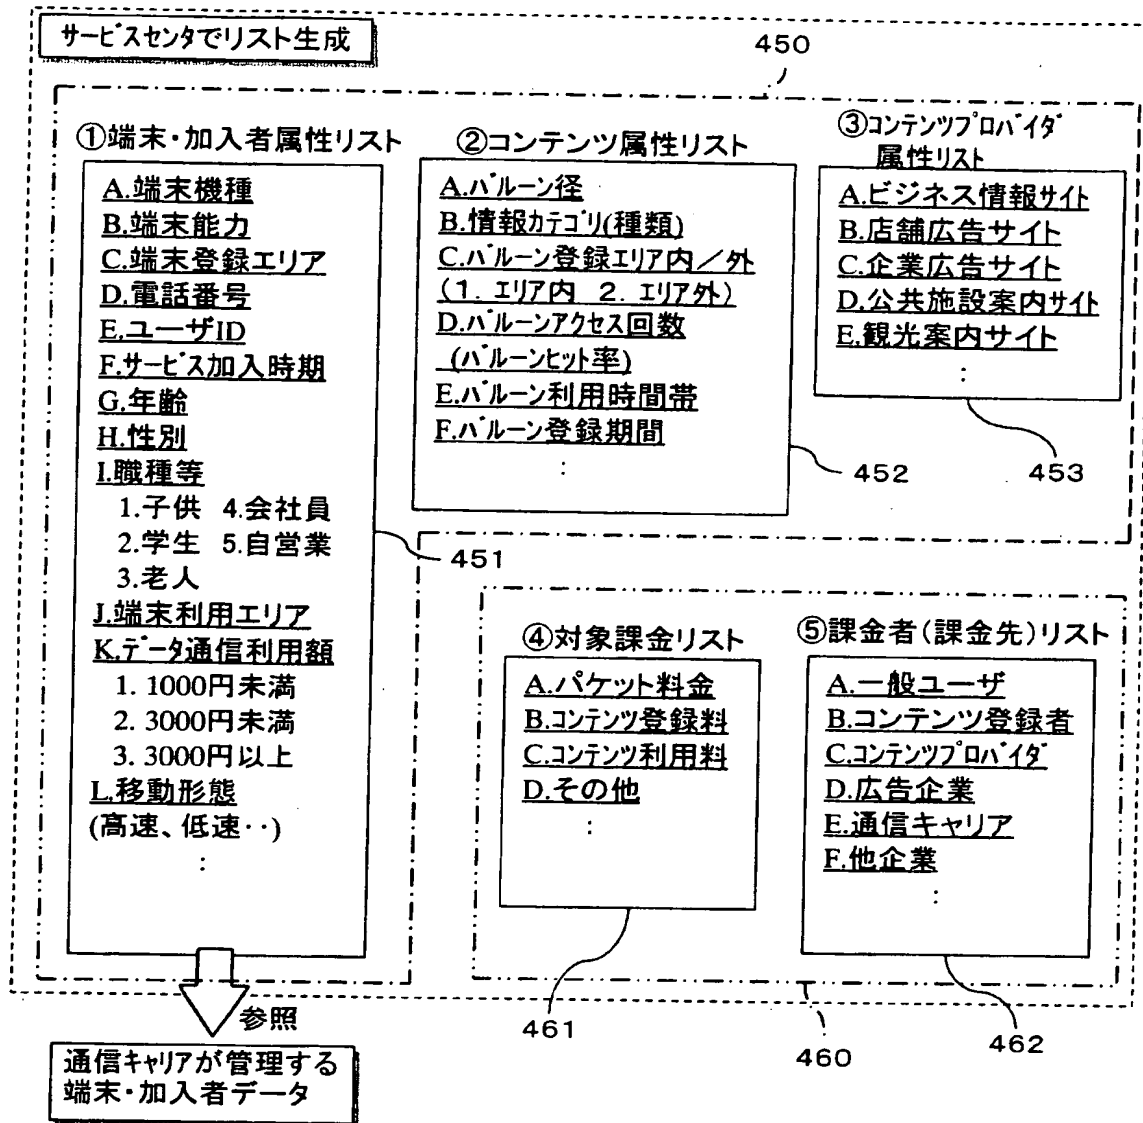 サービスセンタでリスト生成
450
①端末・加入者属性リスト
A.端末機種
B.端末能力
C.端末登録エリア
D.電話番号
E.ユーザID
F.サービス加入時期
G.年齢
H.性別
I.職種等
1.子供 4.会社員
2.学生 5.自営業
3.老人
J.端末利用エリア
K.データ通信利用額
1. 1000円未満
2. 3000円未満
3. 3000円以上
L.移動形態
(高速、低速‥)
:
451
②コンテンツ属性リスト
A.バルーン径
B.情報カテゴリ(種類)
C.バルーン登録エリア内／外
(1. エリア内 2. エリア外)
D.バルーンアクセス回数
(バルーンヒット率)
E.バルーン利用時間帯
F.バルーン登録期間
:
452
③コンテンツプロバイダ
属性リスト
A.ビジネス情報サイト
B.店舗広告サイト
C.企業広告サイト
D.公共施設案内サイト
E.観光案内サイト
:
453
④対象課金リスト
A.パケット料金
B.コンテンツ登録料
C.コンテンツ利用料
D.その他
:
461
⑤課金者(課金先)リスト
A.一般ユーザ
B.コンテンツ登録者
C.コンテンツプロバイダ
D.広告企業
E.通信キャリア
F.他企業
:
462
460
参照
通信キャリアが管理する
端末・加入者データ